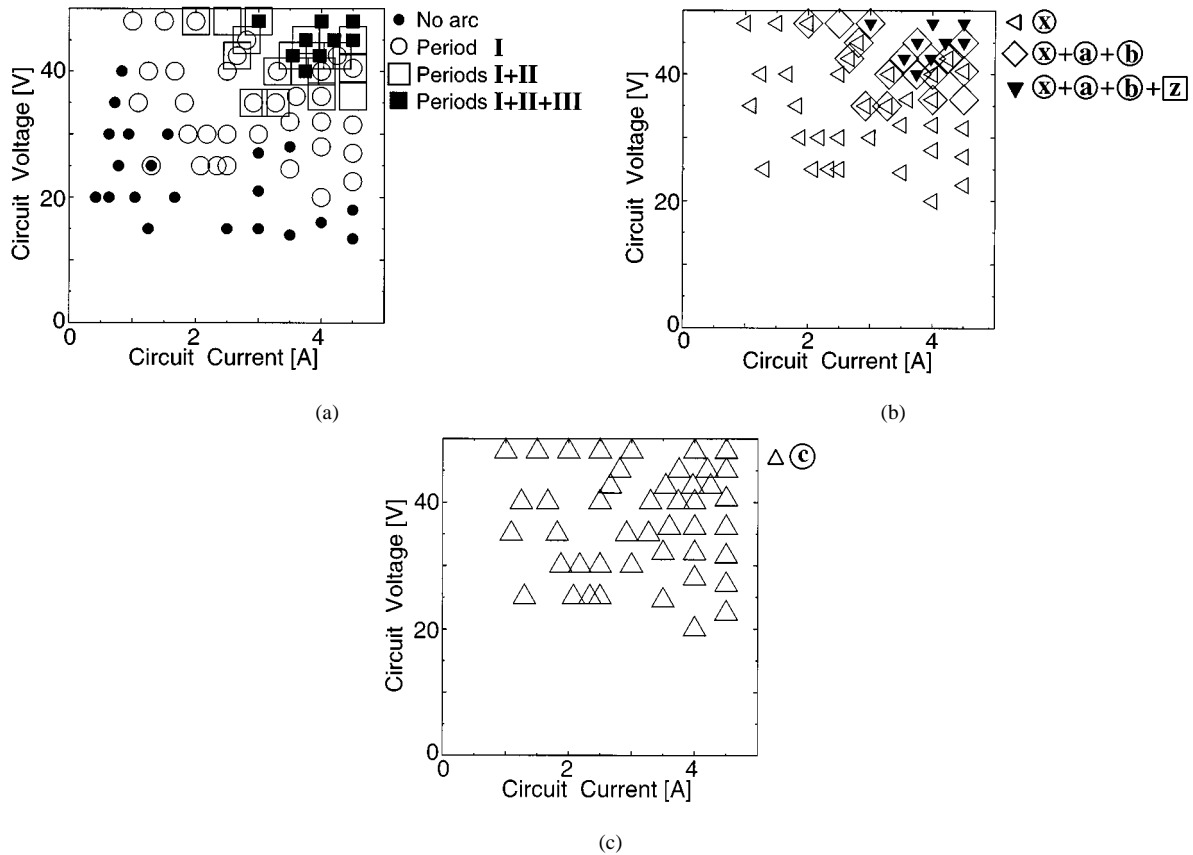 No arc
Period I
Periods I+II
Periods I+II+III
40
20
0
0
2
4
Circuit Voltage [V]
Circuit Current [A]
(a)
x
x+a+b
x+a+b+z
40
20
0
0
2
4
Circuit Voltage [V]
Circuit Current [A]
(b)
c
40
20
0
0
2
4
Circuit Voltage [V]
Circuit Current [A]
(c)